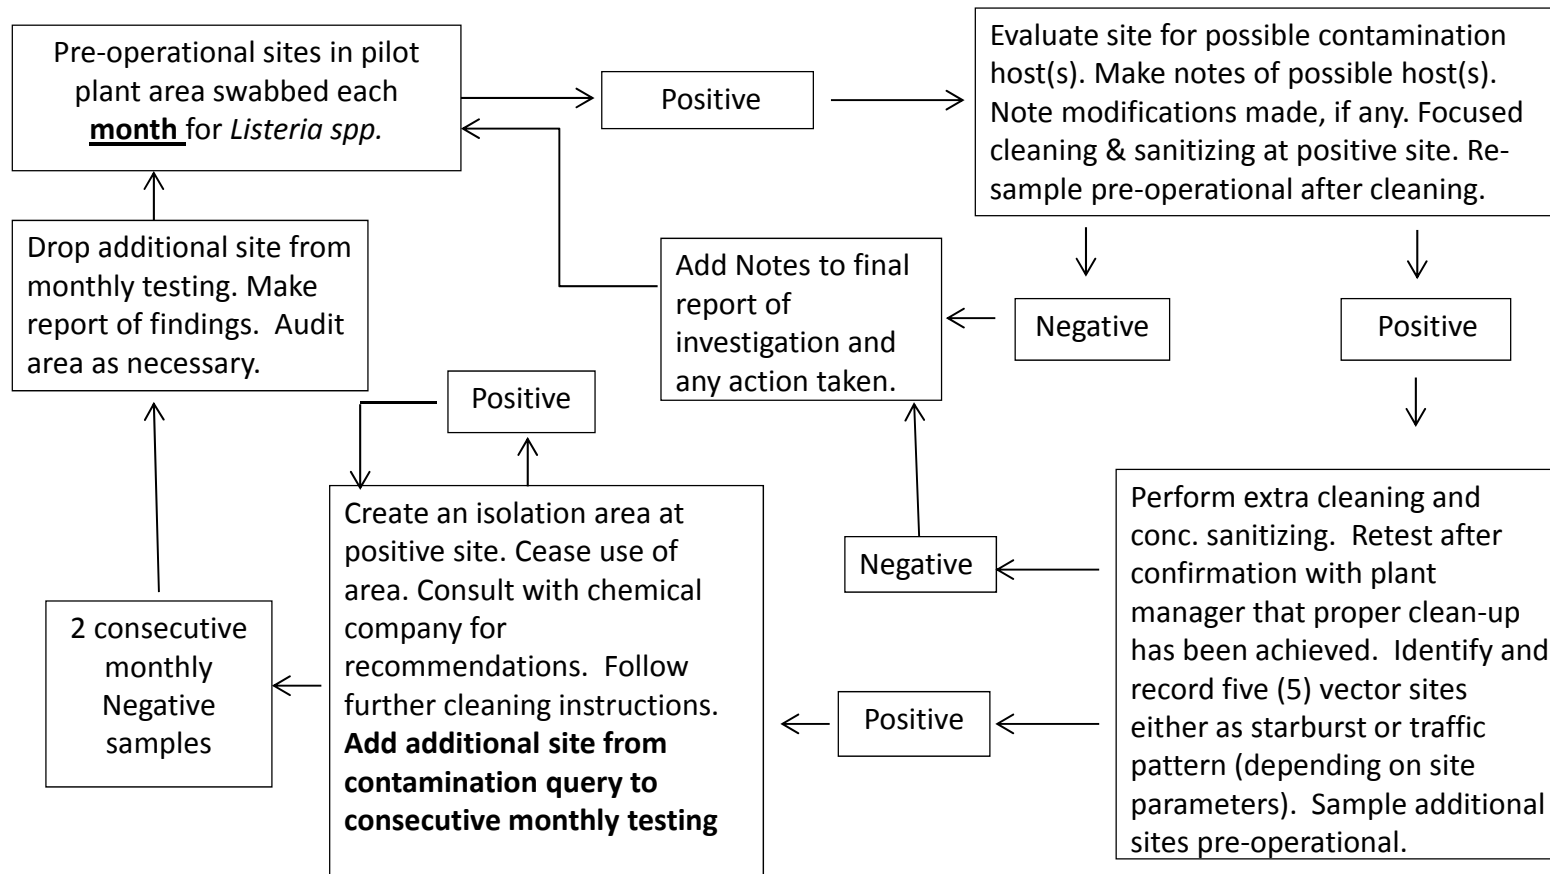 Pre-operational sites in pilot
plant area swabbed each
month for Listeria spp.
Positive
Evaluate site for possible contamination
host(s). Make notes of possible host(s).
Note modifications made, if any. Focused
cleaning & sanitizing at positive site. Re-
sample pre-operational after cleaning.
Negative
Positive
Add Notes to final
report of
investigation and
any action taken.
Drop additional site from
monthly testing. Make
report of findings.  Audit
area as necessary.
Positive
Perform extra cleaning and
conc. sanitizing.  Retest after
confirmation with plant
manager that proper clean-up
has been achieved.  Identify and
record five (5) vector sites
either as starburst or traffic
pattern (depending on site
parameters).  Sample additional
sites pre-operational.
Negative
Positive
Create an isolation area at
positive site. Cease use of
area. Consult with chemical
company for
recommendations.  Follow
further cleaning instructions.
Add additional site from
contamination query to
consecutive monthly testing
2 consecutive
monthly
Negative
samples